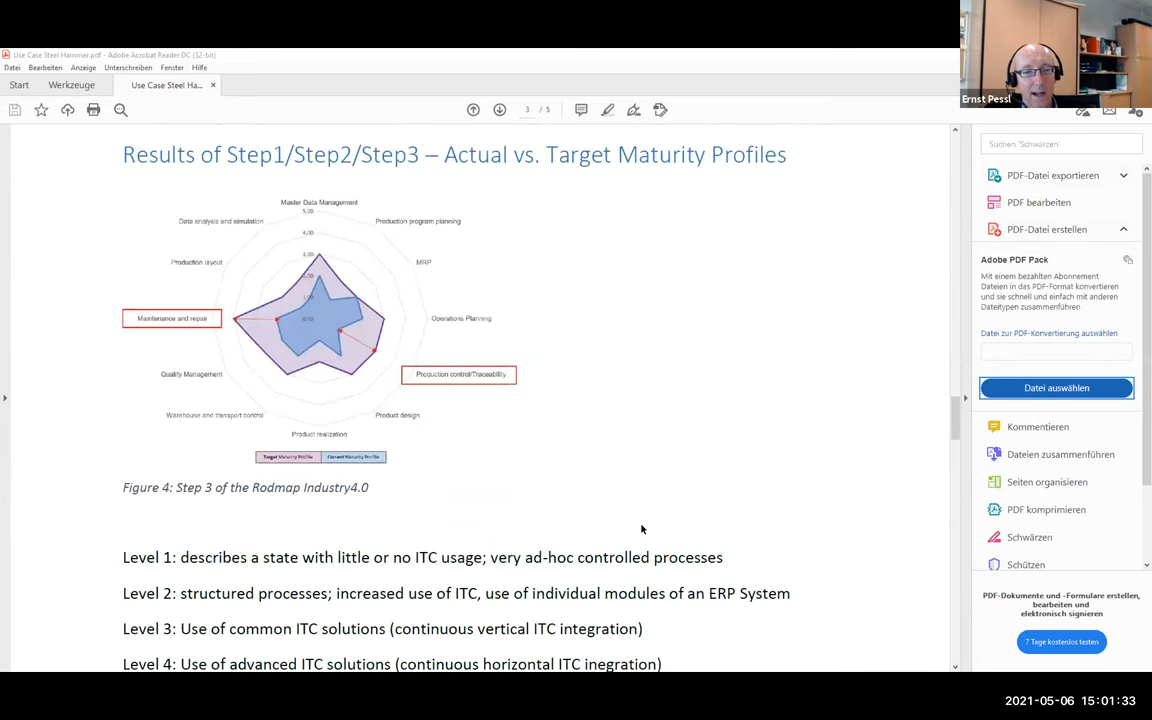 Use Case Steel Hammer.pdf - Adobe Acrobat Reader DC (32-bit)
Datei Bearbeiten Anzeige Unterschreiben Fenster Hilfe
Start Werkzeuge Use Case Steel Ha... ×
3 / 5
Ernst Pessl
Results of Step1/Step2/Step3 – Actual vs. Target Maturity Profiles
Master Data Management
5,00
Data analysis and simulation
Production program planning
4,00
Production layout
3,00
MRP
2,00
Maintenance and repair
0,00
Operations Planning
Quality Management
Production control/Traceability
Warehouse and transport control
Product design
Product realization
Target Maturity Profile
Current Maturity Profile
Figure 4: Step 3 of the Rodmap Industry4.0
Level 1: describes a state with little or no ITC usage; very ad-hoc controlled processes
Level 2: structured processes; increased use of ITC, use of individual modules of an ERP System
Level 3: Use of common ITC solutions (continuous vertical ITC integration)
Level 4: Use of advanced ITC solutions (continuous horizontal ITC inegration)
Suchen 'Schwärzen'
PDF-Datei exportieren
PDF bearbeiten
PDF-Datei erstellen
Adobe PDF Pack
Mit einem bezahlten Abonnement
Dateien in das PDF-Format konvertieren
und sie schnell und einfach mit anderen
Dateitypen zusammenführen
Datei zur PDF-Konvertierung auswählen
Datei auswählen
Kommentieren
Dateien zusammenführen
Seiten organisieren
PDF komprimieren
Schwärzen
Schützen
PDF-Dokumente und -Formulare erstellen,
bearbeiten und
elektronisch signieren
7 Tage kostenlos testen
2021-05-06 15:01:33